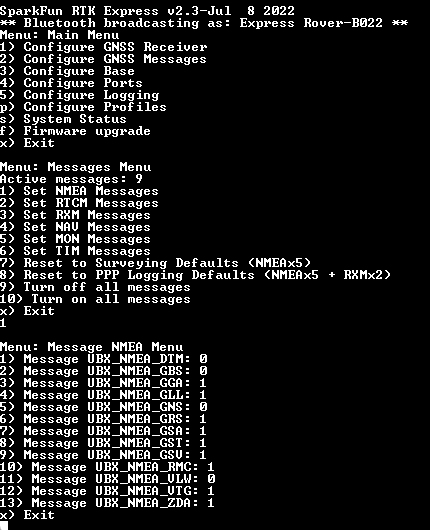 SparkFun RTK Express v2.3-Jul  8 2022
** Bluetooth broadcasting as: Express Rover-B022 **
Menu: Main Menu
1) Configure GNSS Receiver
2) Configure GNSS Messages
3) Configure Base
4) Configure Ports
5) Configure Logging
p) Configure Profiles
s) System Status
f) Firmware upgrade
x) Exit
Menu: Messages Menu
Active messages: 9
1) Set NMEA Messages
2) Set RTCM Messages
3) Set RXM Messages
4) Set NAV Messages
5) Set MON Messages
6) Set TIM Messages
7) Reset to Surveying Defaults (NMEAx5)
8) Reset to PPP Logging Defaults (NMEAx5 + RXMx2)
9) Turn off all messages
10) Turn on all messages
x) Exit
1
Menu: Message NMEA Menu
1) Message UBX_NMEA_DTM: 0
2) Message UBX_NMEA_GBS: 0
3) Message UBX_NMEA_GGA: 1
4) Message UBX_NMEA_GLL: 1
5) Message UBX_NMEA_GNS: 0
6) Message UBX_NMEA_GRS: 1
7) Message UBX_NMEA_GSA: 1
8) Message UBX_NMEA_GST: 1
9) Message UBX_NMEA_GSV: 1
10) Message UBX_NMEA_RMC: 1
11) Message UBX_NMEA_VLW: 0
12) Message UBX_NMEA_VTG: 1
13) Message UBX_NMEA_ZDA: 1
x) Exit